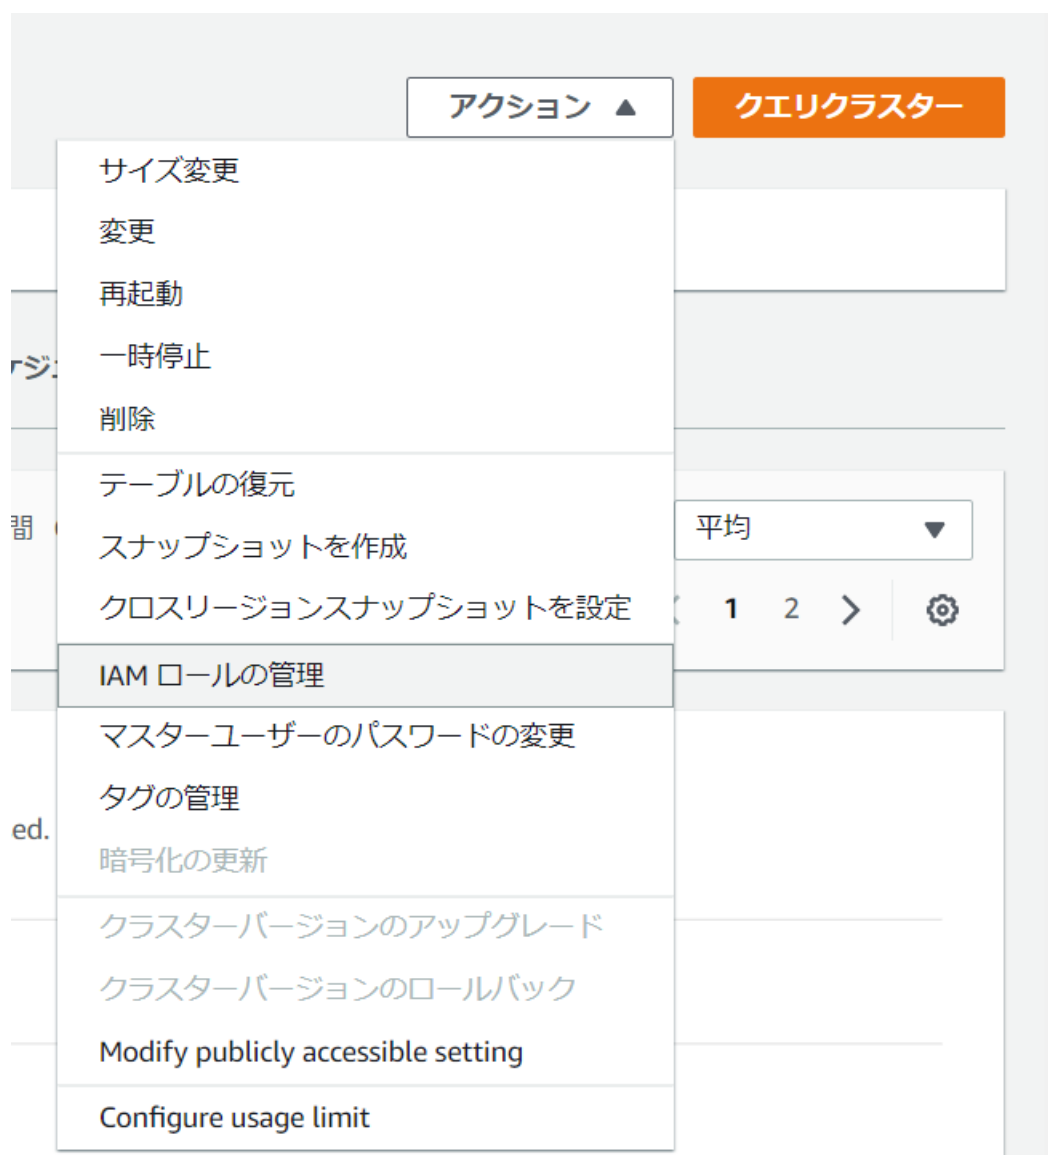 アクション
クエリクラスター
サイズ変更
変更
再起動
一時停止
削除
テーブルの復元
間
平均
スナップショットを作成
クロスリージョンスナップショットを設定
1 2
IAM ロールの管理
マスターユーザーのパスワードの変更
タグの管理
ed.
暗号化の更新
クラスターバージョンのアップグレード
クラスターバージョンのロールバック
Modify publicly accessible setting
Configure usage limit